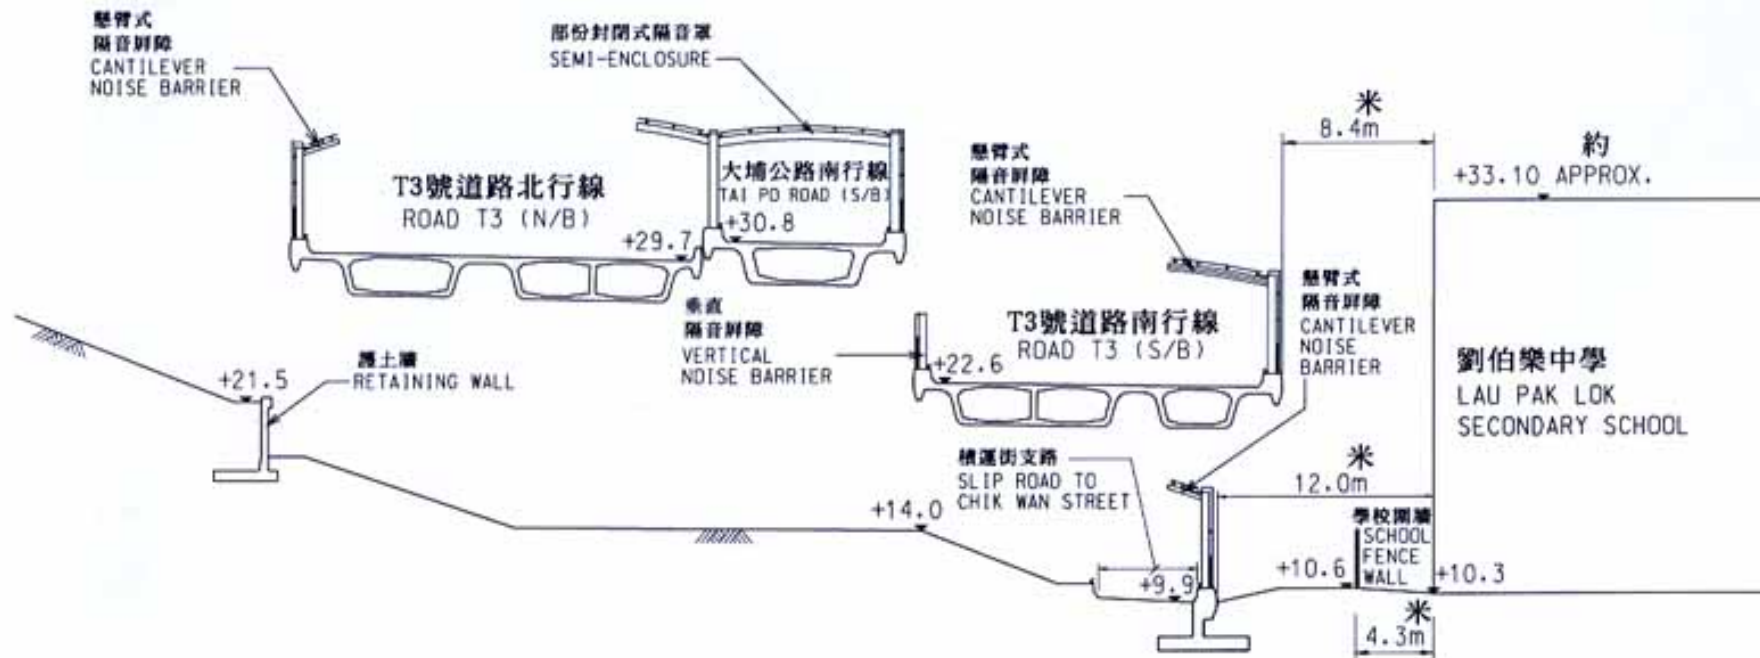 懸臂式
隔音屏障
CANTILEVER
NOISE BARRIER
部份封閉式隔音罩
SEMI-ENCLOSURE
T3號道路北行線
ROAD T3 (N/B)
+29.7
大埔公路南行線
TAI PO ROAD (S/B)
+30.8
懸臂式
隔音屏障
CANTILEVER
NOISE BARRIER
米
8.4m
約
+33.10 APPROX.
護土牆
RETAINING WALL
+21.5
垂直
隔音屏障
VERTICAL
NOISE BARRIER
T3號道路南行線
ROAD T3 (S/B)
+22.6
懸臂式
隔音屏障
CANTILEVER
NOISE
BARRIER
劉伯樂中學
LAU PAK LOK
SECONDARY SCHOOL
積運街支路
SLIP ROAD TO
CHIK WAN STREET
+14.0
+9.9
米
12.0m
學校圍牆
SCHOOL
FENCE
WALL
+10.6
+10.3
米
4.3m